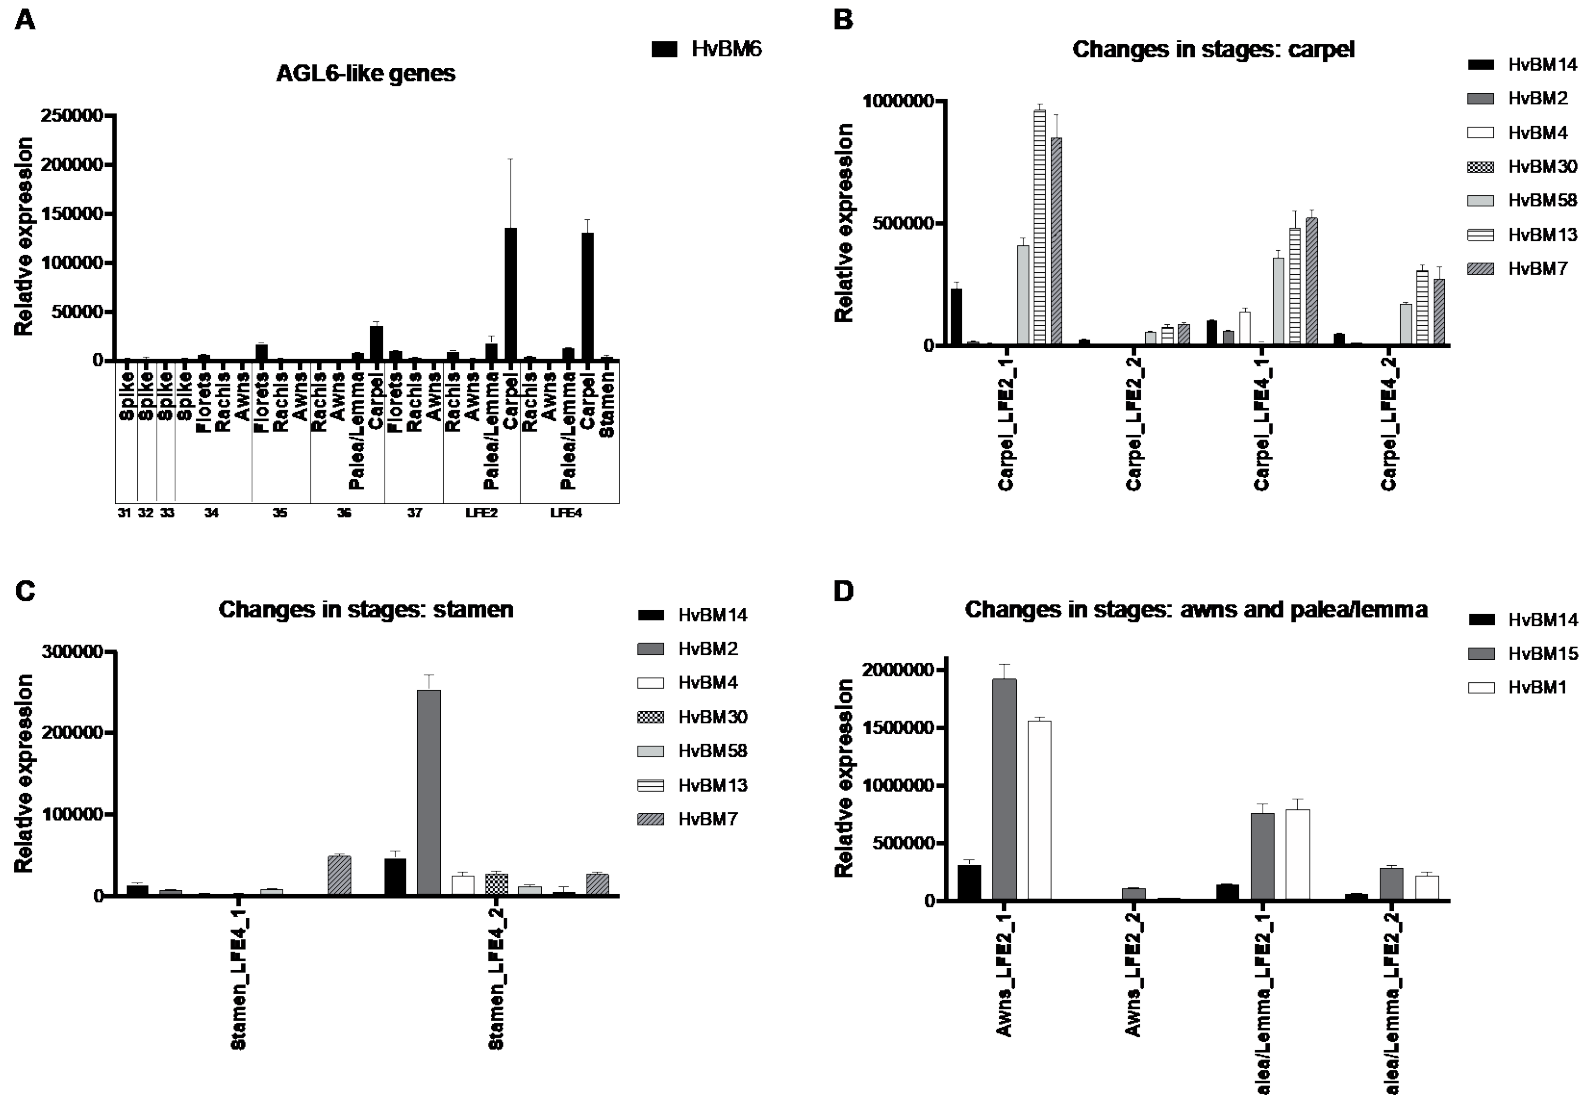 A
AGL6-like genes
HvBM6
Relative expression
250000
200000
150000
100000
50000
0
Spike Spike Spike Spike Florets Rachis Awns Florets Rachis Awns Rachis Awns Palea/Lemma Carpel Florets Rachis Awns Rachis Awns Palea/Lemma Carpel Rachis Awns Palea/Lemma Carpel Stamen
31 32 33 34 35 36 37 LFE2 LFE4
B
Changes in stages: carpel
HvBM14
HvBM2
HvBM4
HvBM30
HvBM58
HvBM13
HvBM7
Relative expression
1000000
500000
0
Carpel_LFE2_1
Carpel_LFE2_2
Carpel_LFE4_1
Carpel_LFE4_2
C
Changes in stages: stamen
HvBM14
HvBM2
HvBM4
HvBM30
HvBM58
HvBM13
HvBM7
Relative expression
300000
200000
100000
0
Stamen_LFE4_1
Stamen_LFE4_2
D
Changes in stages: awns and palea/lemma
HvBM14
HvBM15
HvBM1
Relative expression
2000000
1500000
1000000
500000
0
Awns_LFE2_1
Awns_LFE2_2
alea/Lemma_LFE2_1
alea/Lemma_LFE2_2